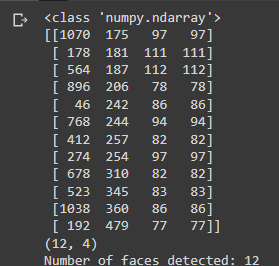 <class 'numpy.ndarray'>
[[1070 175 97 97]
[ 178 181 111 111]
[ 564 187 112 112]
[ 896 206 78 78]
[ 46 242 86 86]
[ 768 244 94 94]
[ 412 257 82 82]
[ 274 254 97 97]
[ 678 310 82 82]
[ 523 345 83 83]
[1038 360 86 86]
[ 192 479 77 77]]
(12, 4)
Number of faces detected: 12